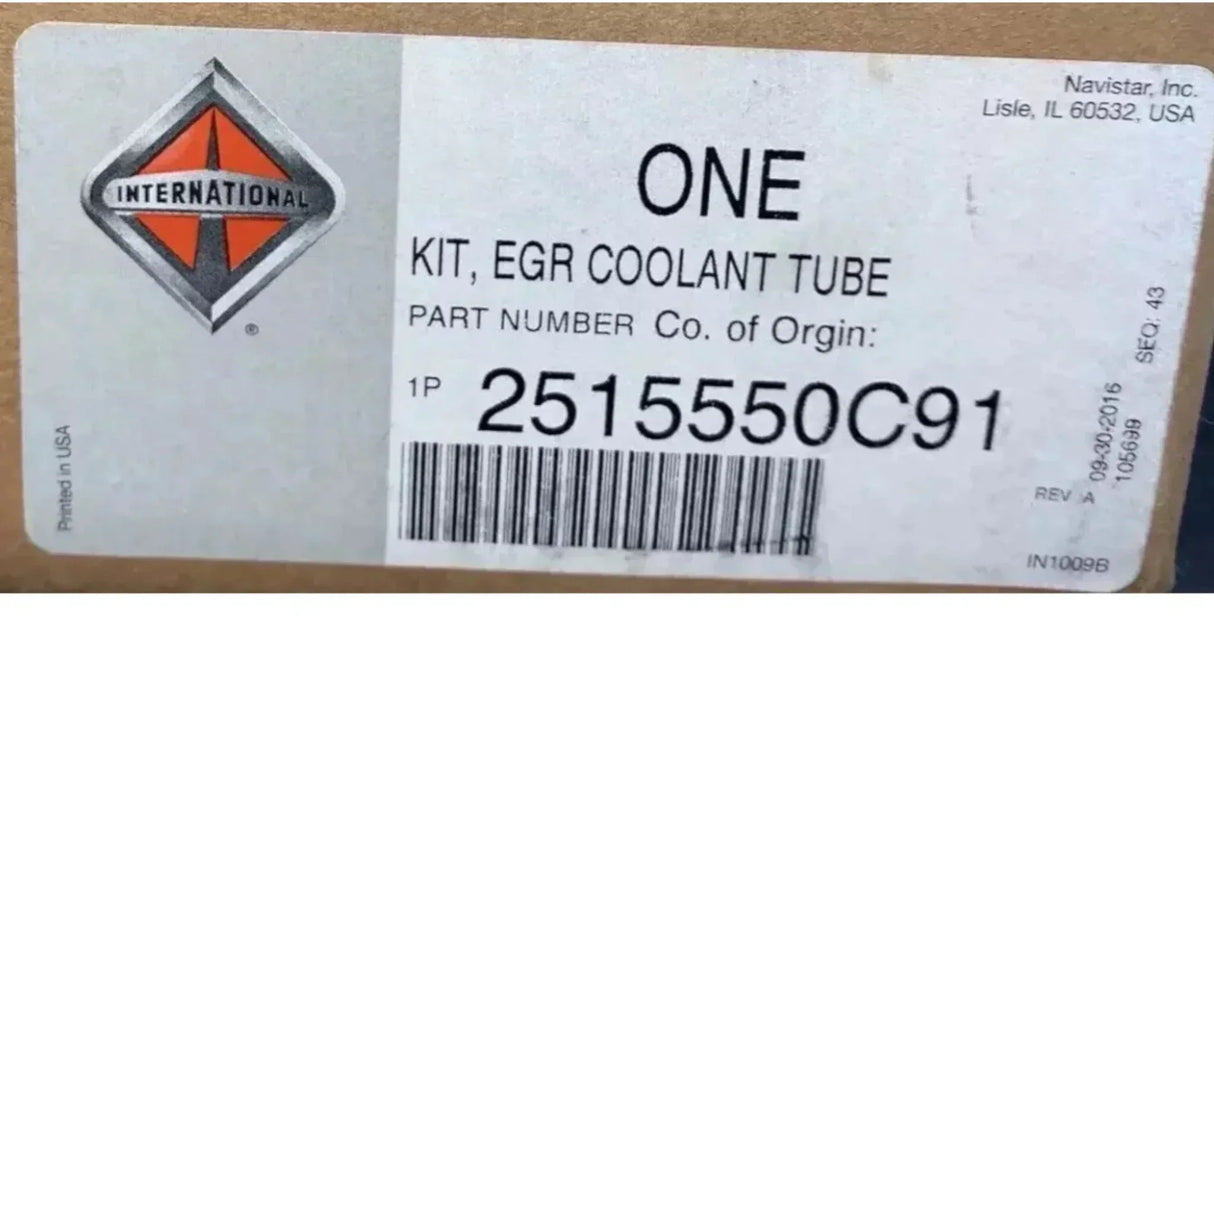 INTERNATIONAL
®
Printed in USA
Navistar, Inc.
Lisle, IL 60532, USA
ONE
KIT, EGR COOLANT TUBE
PART NUMBER Co. of Orgin:
1P 2515550C91
SEQ: 43
09-30-2016
105699
REV A
IN1009B